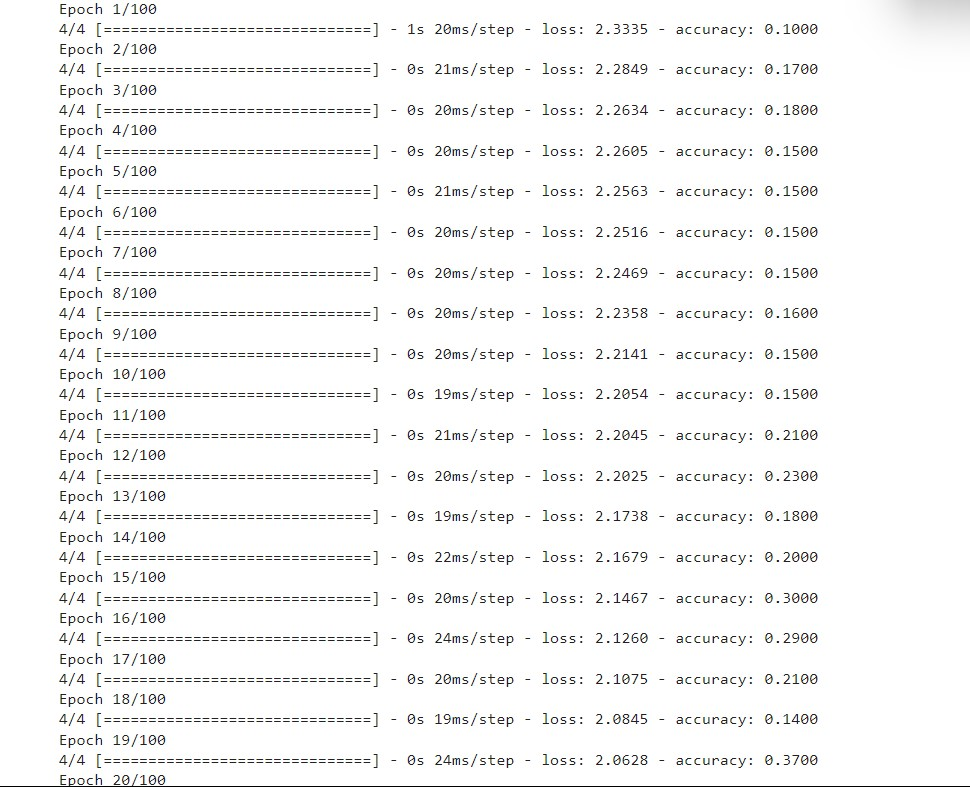 Epoch 1/100
4/4 [==============================] - 1s 20ms/step - loss: 2.3335 - accuracy: 0.1000
Epoch 2/100
4/4 [==============================] - 0s 21ms/step - loss: 2.2849 - accuracy: 0.1700
Epoch 3/100
4/4 [==============================] - 0s 20ms/step - loss: 2.2634 - accuracy: 0.1800
Epoch 4/100
4/4 [==============================] - 0s 20ms/step - loss: 2.2605 - accuracy: 0.1500
Epoch 5/100
4/4 [==============================] - 0s 21ms/step - loss: 2.2563 - accuracy: 0.1500
Epoch 6/100
4/4 [==============================] - 0s 20ms/step - loss: 2.2516 - accuracy: 0.1500
Epoch 7/100
4/4 [==============================] - 0s 20ms/step - loss: 2.2469 - accuracy: 0.1500
Epoch 8/100
4/4 [==============================] - 0s 20ms/step - loss: 2.2358 - accuracy: 0.1600
Epoch 9/100
4/4 [==============================] - 0s 20ms/step - loss: 2.2141 - accuracy: 0.1500
Epoch 10/100
4/4 [==============================] - 0s 19ms/step - loss: 2.2054 - accuracy: 0.1500
Epoch 11/100
4/4 [==============================] - 0s 21ms/step - loss: 2.2045 - accuracy: 0.2100
Epoch 12/100
4/4 [==============================] - 0s 20ms/step - loss: 2.2025 - accuracy: 0.2300
Epoch 13/100
4/4 [==============================] - 0s 19ms/step - loss: 2.1738 - accuracy: 0.1800
Epoch 14/100
4/4 [==============================] - 0s 22ms/step - loss: 2.1679 - accuracy: 0.2000
Epoch 15/100
4/4 [==============================] - 0s 20ms/step - loss: 2.1467 - accuracy: 0.3000
Epoch 16/100
4/4 [==============================] - 0s 24ms/step - loss: 2.1260 - accuracy: 0.2900
Epoch 17/100
4/4 [==============================] - 0s 20ms/step - loss: 2.1075 - accuracy: 0.2100
Epoch 18/100
4/4 [==============================] - 0s 19ms/step - loss: 2.0845 - accuracy: 0.1400
Epoch 19/100
4/4 [==============================] - 0s 24ms/step - loss: 2.0628 - accuracy: 0.3700
Epoch 20/100